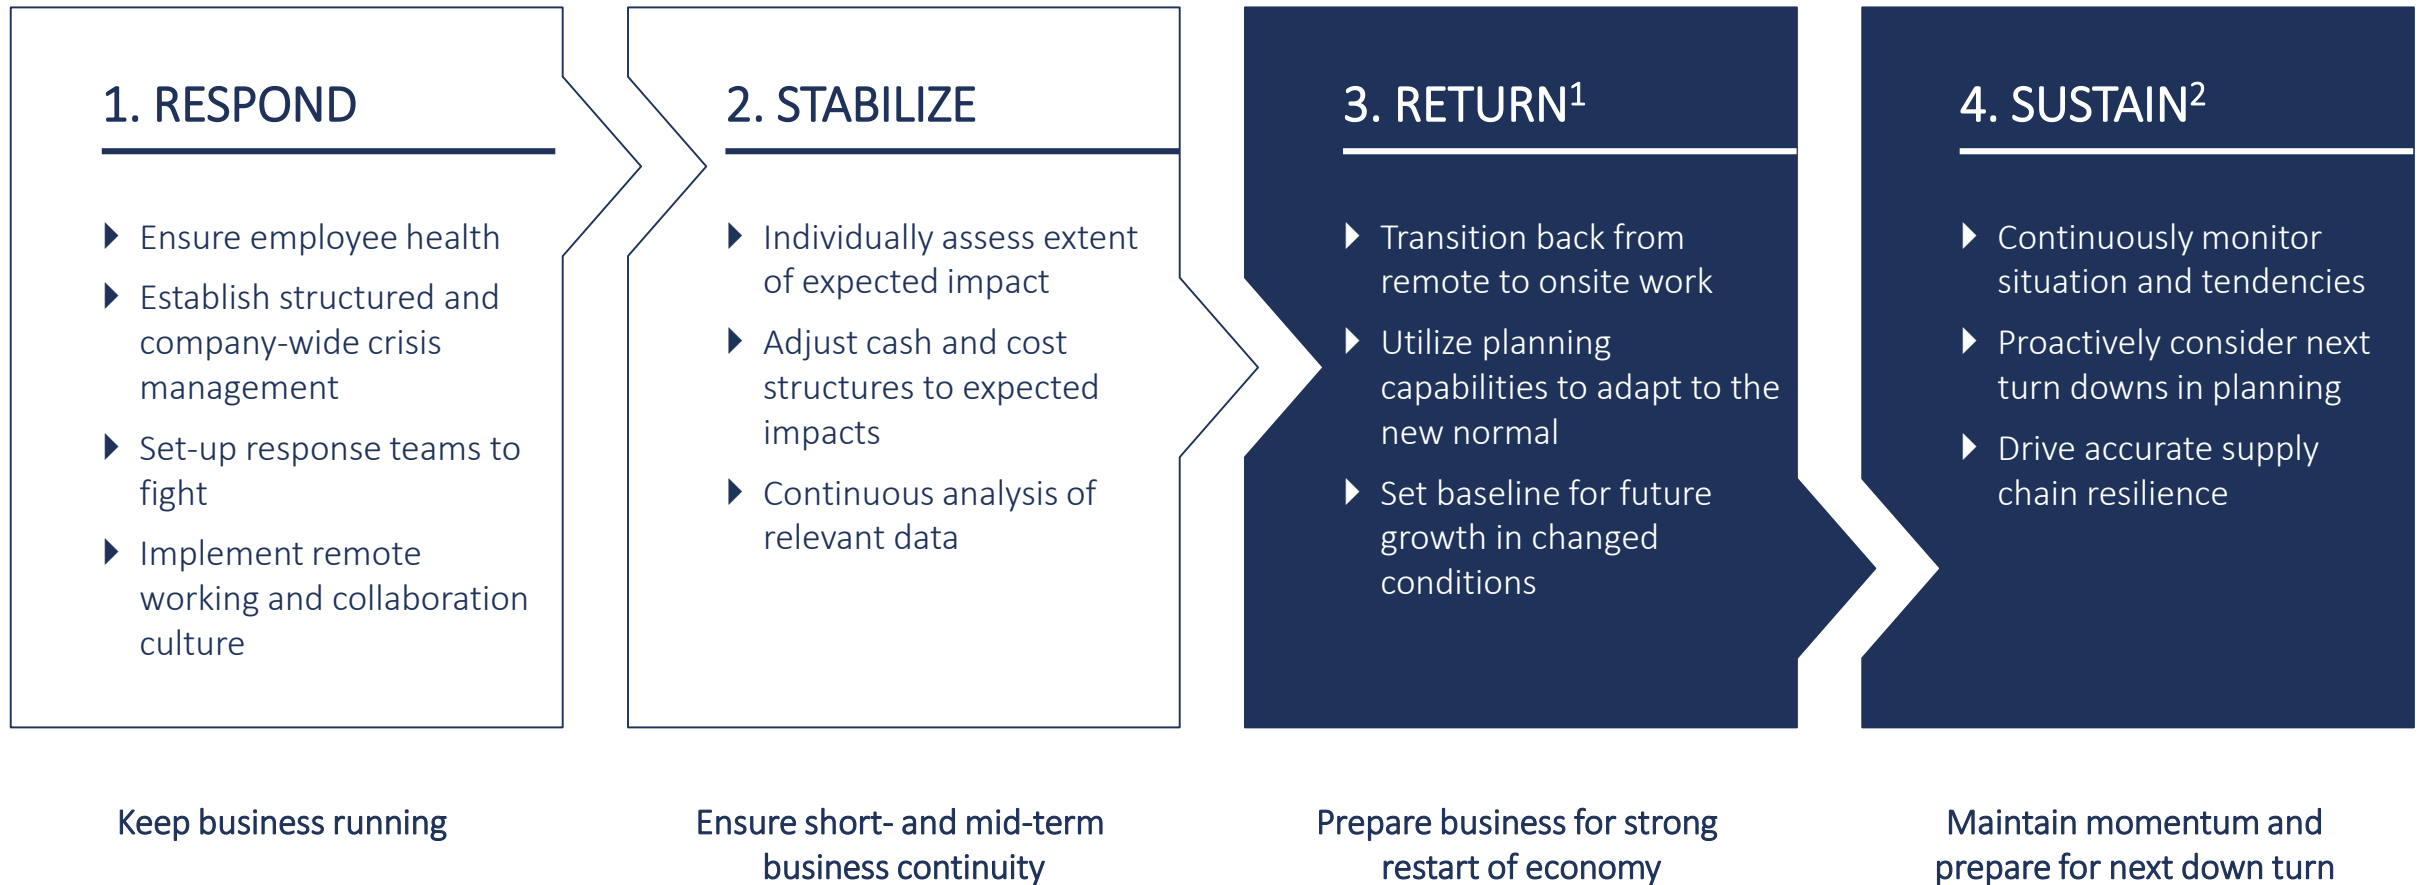 1. RESPOND
Ensure employee health
Establish structured and
company-wide crisis
management
Set-up response teams to
fight
Implement remote
working and collaboration
culture
Keep business running
2. STABILIZE
Individually assess extent
of expected impact
Adjust cash and cost
structures to expected
impacts
Continuous analysis of
relevant data
Ensure short- and mid-term
business continuity
3. RETURN¹
Transition back from
remote to onsite work
Utilize planning
capabilities to adapt to the
new normal
Set baseline for future
growth in changed
conditions
Prepare business for strong
restart of economy
4. SUSTAIN²
Continuously monitor
situation and tendencies
Proactively consider next
turn downs in planning
Drive accurate supply
chain resilience
Maintain momentum and
prepare for next down turn